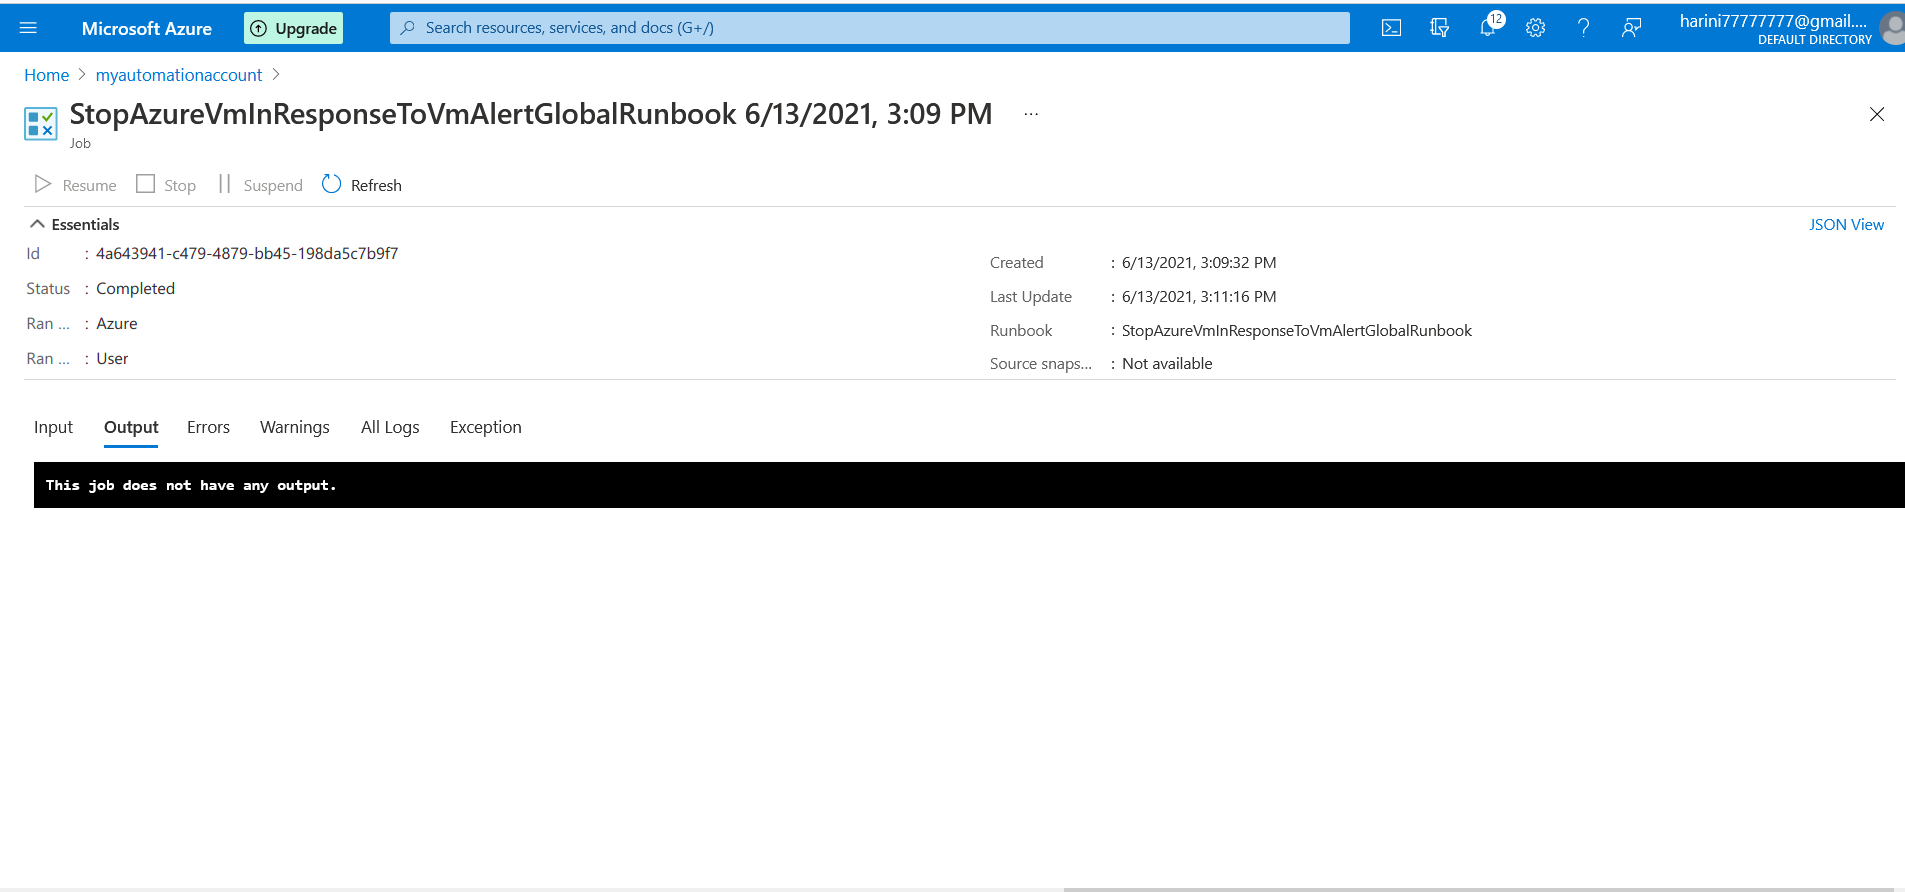 Microsoft Azure
Upgrade
Search resources, services, and docs (G+/)
12
harini77777777@gmail....
DEFAULT DIRECTORY
Home > myautomationaccount >
StopAzureVmInResponseToVmAlertGlobalRunbook 6/13/2021, 3:09 PM ...
Job
Resume Stop Suspend Refresh
Essentials
JSON View
Id : 4a643941-c479-4879-bb45-198da5c7b9f7
Status : Completed
Ran ... : Azure
Ran ... : User
Created : 6/13/2021, 3:09:32 PM
Last Update : 6/13/2021, 3:11:16 PM
Runbook : StopAzureVmInResponseToVmAlertGlobalRunbook
Source snaps... : Not available
Input Output Errors Warnings All Logs Exception
This job does not have any output.